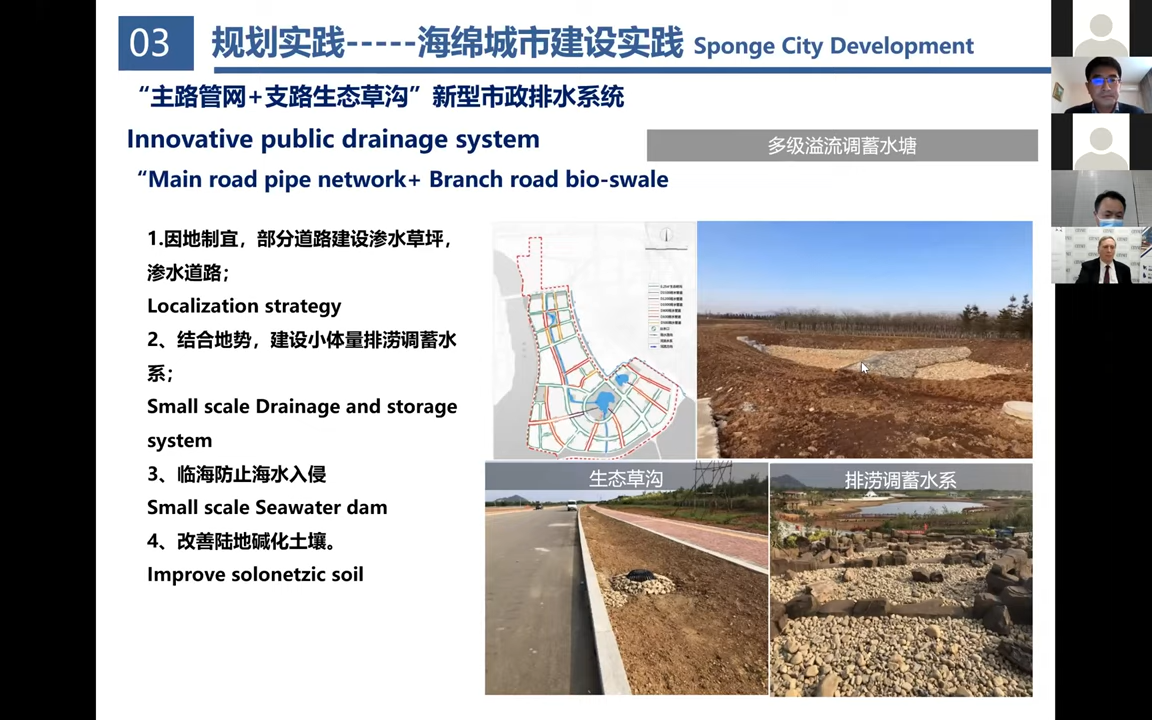 03
规划实践-----海绵城市建设实践 Sponge City Development
“主路管网+支路生态草沟”新型市政排水系统
Innovative public drainage system
多级溢流调蓄水塘
“Main road pipe network+ Branch road bio-swale
1.因地制宜，部分道路建设渗水草坪，
渗水道路；
Localization strategy
2、结合地势，建设小体量排涝调蓄水
系；
Small scale Drainage and storage
system
3、临海防止海水入侵
Small scale Seawater dam
4、改善陆地碱化土壤。
Improve solonetzic soil
生态草沟
排涝调蓄水系